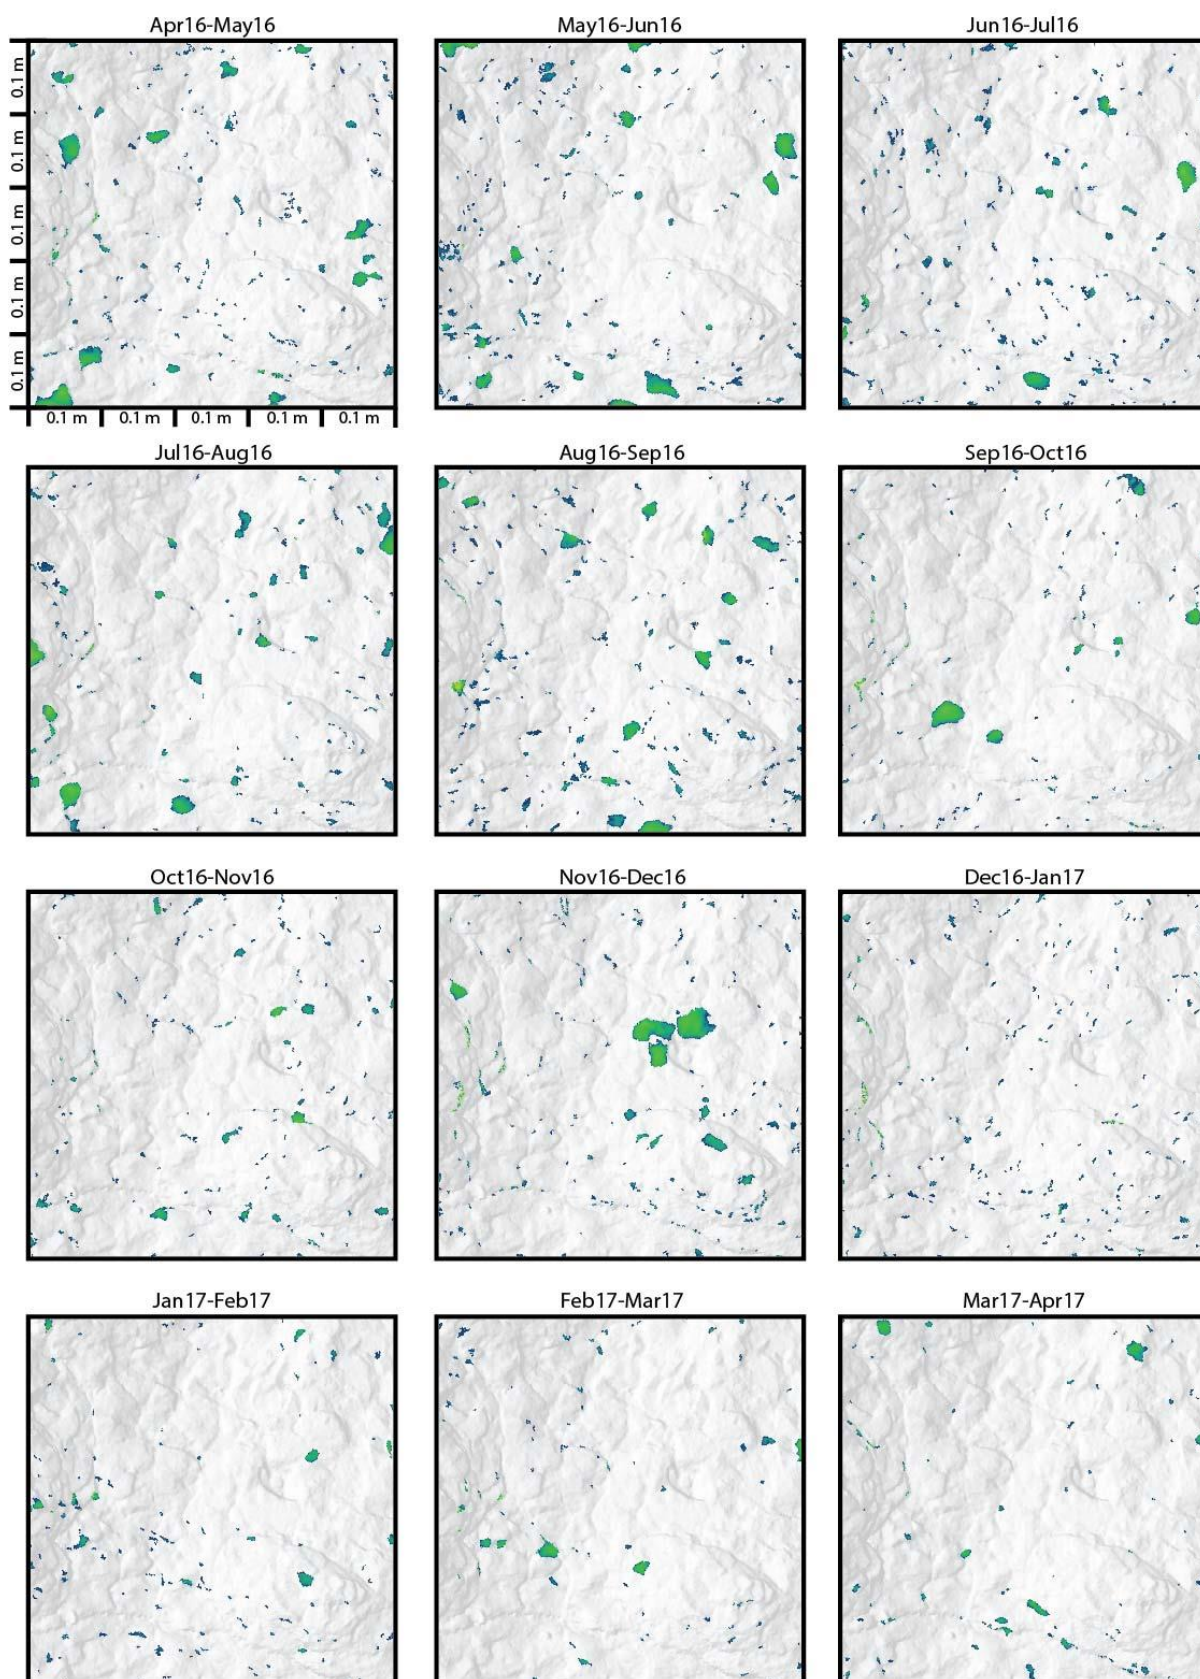 Apr16-May16 May16-Jun16 Jun16-Jul16
0.1 m
0.1 m
0.1 m
0.1 m
0.1 m
0.1 m 0.1 m 0.1 m 0.1 m 0.1 m
Jul16-Aug16 Aug16-Sep16 Sep16-Oct16
Oct16-Nov16 Nov16-Dec16 Dec16-Jan17
Jan17-Feb17 Feb17-Mar17 Mar17-Apr17